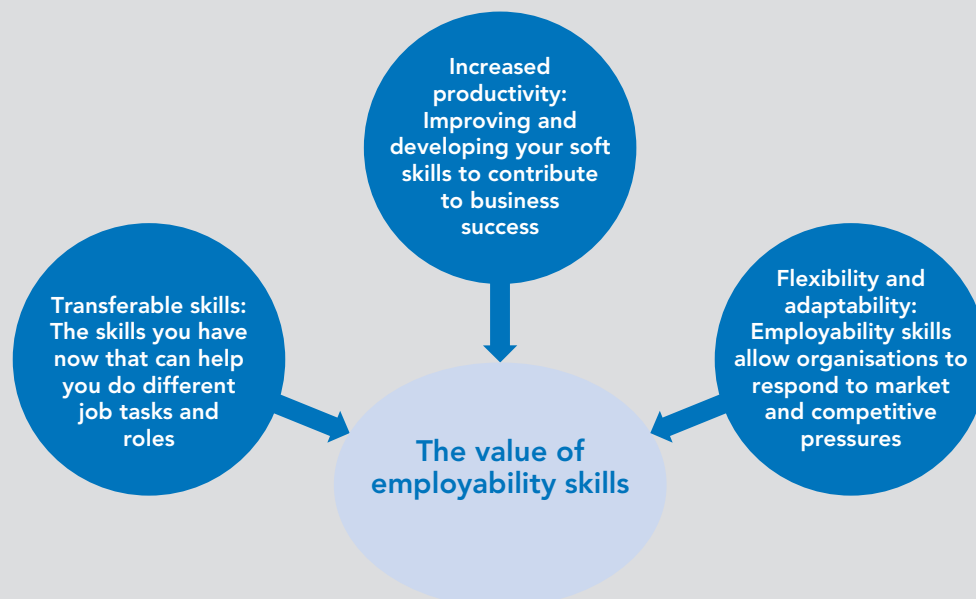 Increased
productivity:
Improving and
developing your soft
skills to contribute
to business
success
Transferable skills:
The skills you have
now that can help
you do different
job tasks and
roles
Flexibility and
adaptability:
Employability skills
allow organisations to
respond to market
and competitive
pressures
The value of
employability skills